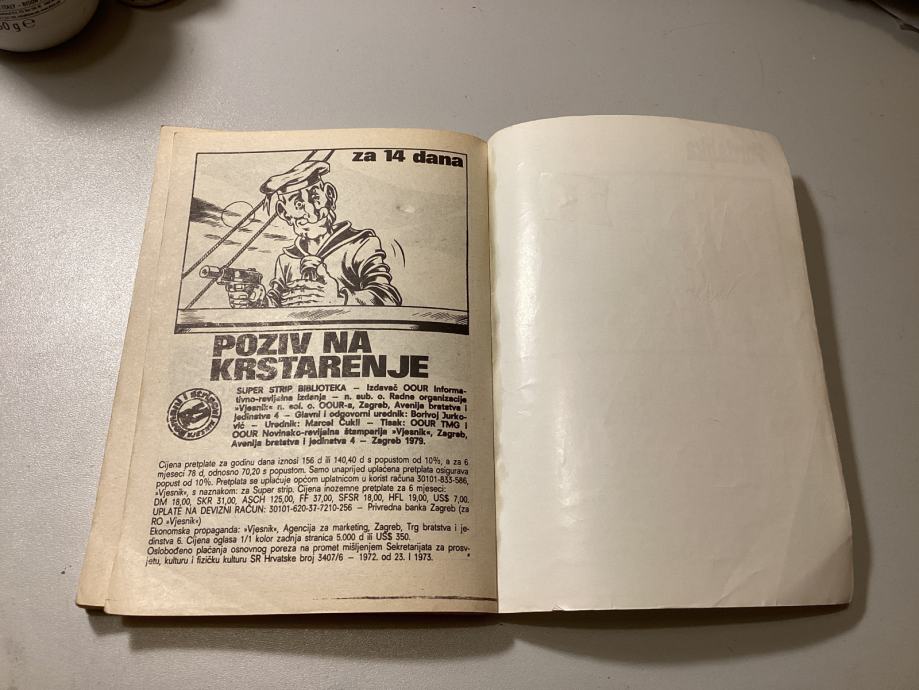 ITALY - BISON
50 g e
za 14 dana
POZIV NA
KRSTARENJE
SUPER STRIP BIBLIOTEKA — Izdavač OOUR Informa-
tivno-revijalna izdanja — n. sub. o. Radne organizacije
»Vjesnik« n. sol. o. OOUR-a, Zagreb, Avenija bratstva i
jedinstva 4 — Glavni i odgovorni urednik: Borivoj Jurko-
vić — Urednik: Marcel Čukli — Tisak: OOUR TMG i
OOUR Novinsko-revijalna štamparija »Vjesnik«, Zagreb,
Avenija bratstva i jedinstva 4 — Zagreb 1979.
romani i stripovi
vjesnik
Cijena pretplate za godinu dana iznosi 156 d ili 140,40 d s popustom od 10%, a za 6
mjeseci 78 d, odnosno 70,20 s popustom. Samo unaprijed uplaćena pretplata osigurava
popust od 10%. Pretplata se uplaćuje općom uplatnicom u korist računa 30101-833-586,
»Vjesnik«, s naznakom: za Super strip. Cijena inozemne pretplate za 6 mjeseci:
DM 18,00, SKR 31,00, ASCH 125,00, FF 37,00, SFSR 18,00, HFL 19,00, US$ 7,00.
UPLATE NA DEVIZNI RAČUN: 30101-620-37-7210-256 — Privredna banka Zagreb (za
RO »Vjesnik«)
Ekonomska propaganda: »Vjesnik«, Agencija za marketing, Zagreb, Trg bratstva i je-
dinstva 6. Cijena oglasa 1/1 kolor zadnja stranica 5.000 d ili US$ 350.
Oslobođeno plaćanja osnovnog poreza na promet mišljenjem Sekretarijata za prosv-
jetu, kulturu i fizičku kulturu SR Hrvatske broj 3407/6 — 1972. od 23. I 1973.